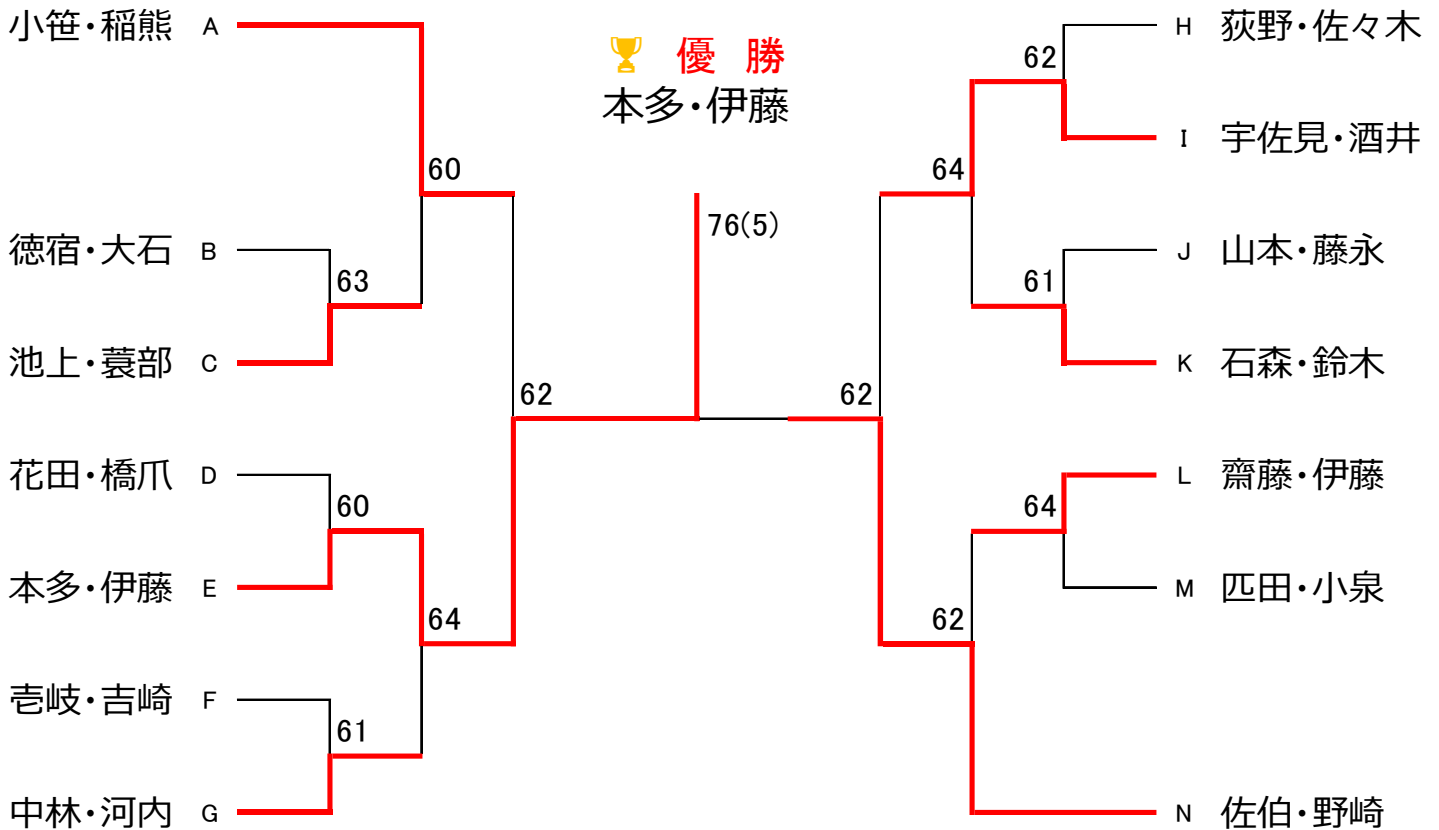 小笹・稲熊 A
徳宿・大石 B
池上・蓑部 C
花田・橋爪 D
本多・伊藤 E
壱岐・吉崎 F
中林・河内 G
60
63
60
64
61
62
優 勝
本多・伊藤
76(5)
62
64
62
61
64
62
H 荻野・佐々木
I 宇佐見・酒井
J 山本・藤永
K 石森・鈴木
L 齋藤・伊藤
M 匹田・小泉
N 佐伯・野崎